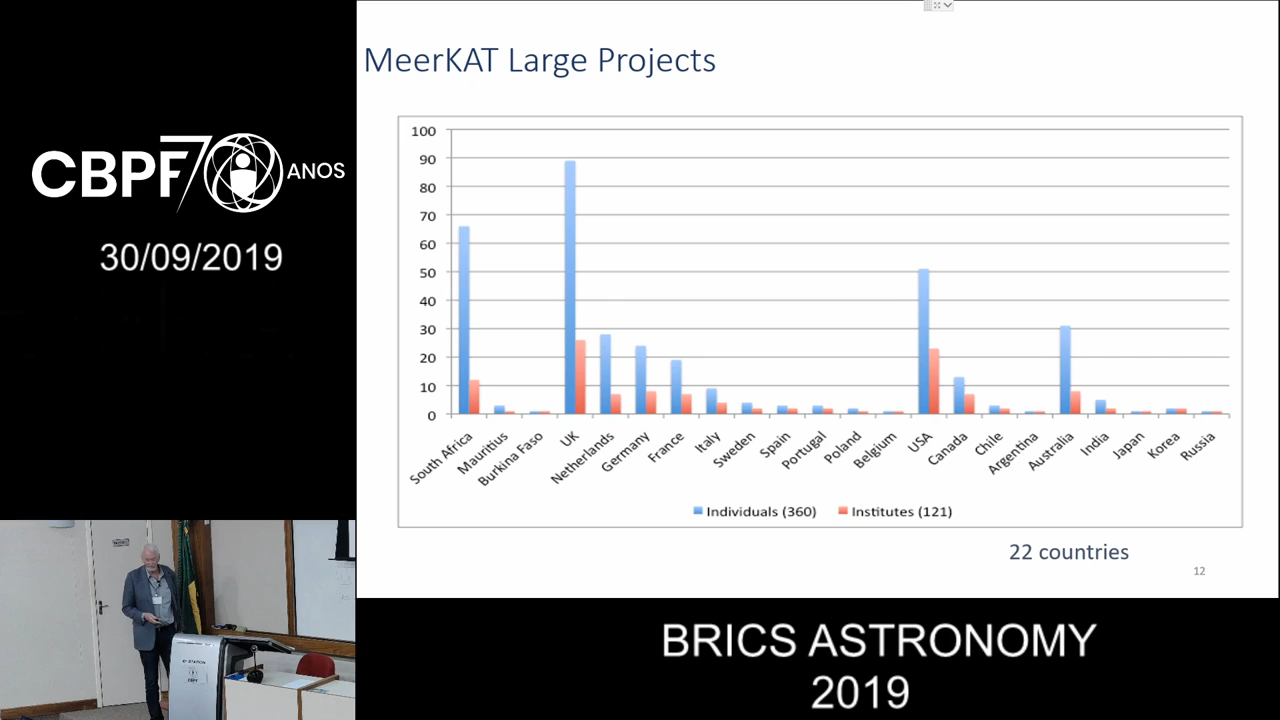 CBPF 70 ANOS
30/09/2019
MeerKAT Large Projects
100
90
80
70
60
50
40
30
20
10
0
South Africa
Mauritius
Burkina Faso
UK
Netherlands
Germany
France
Italy
Sweden
Spain
Portugal
Poland
Belgium
USA
Canada
Chile
Argentina
Australia
India
Japan
Korea
Russia
Individuals (360)
Institutes (121)
22 countries
12
BRICS ASTRONOMY
2019